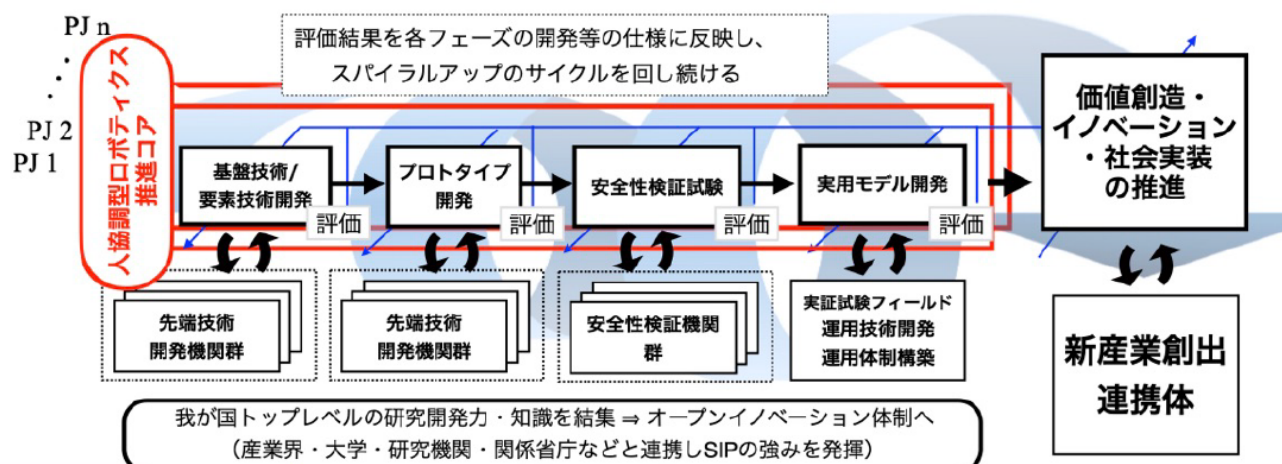 PJ n
PJ 2
PJ 1
人協調型ロボティクス
推進コア
評価結果を各フェーズの開発等の仕様に反映し、
スパイラルアップのサイクルを回し続ける
基盤技術/
要素技術開発
評価
プロトタイプ
開発
評価
安全性検証試験
評価
実用モデル開発
評価
価値創造・
イノベーション
・社会実装
の推進
先端技術
開発機関群
先端技術
開発機関群
安全性検証機関
群
実証試験フィールド
運用技術開発
運用体制構築
新産業創出
連携体
我が国トップレベルの研究開発力・知識を結集 ⇒ オープンイノベーション体制へ
（産業界・大学・研究機関・関係省庁などと連携しSIPの強みを発揮）